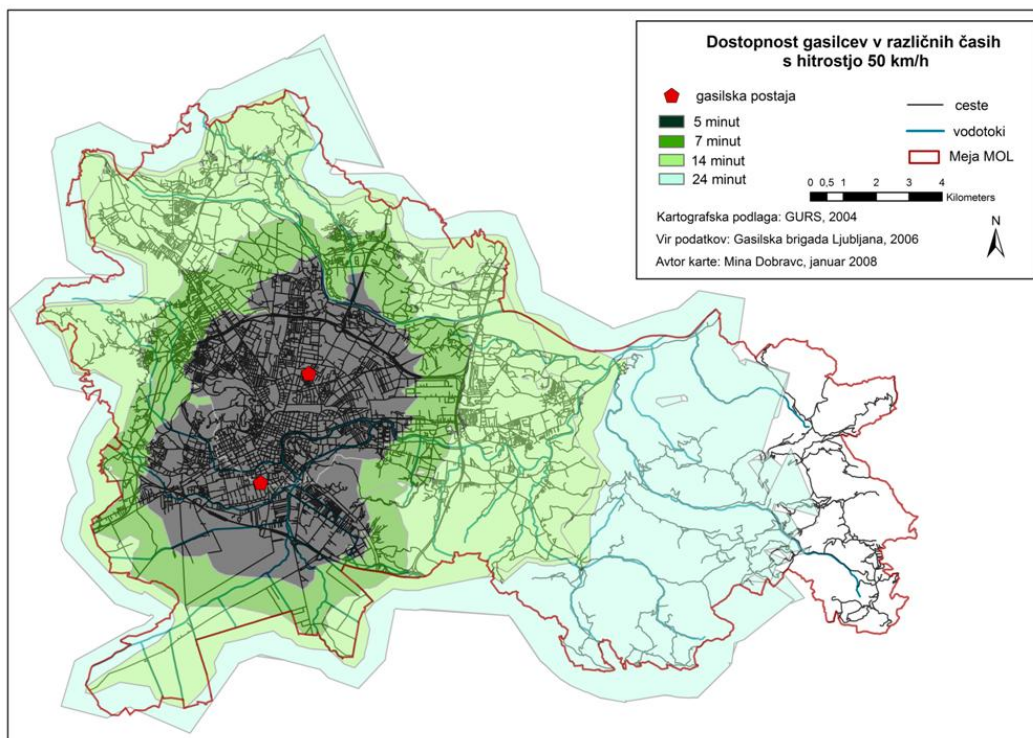 Dostopnost gasilcev v različnih časih
s hitrostjo 50 km/h
gasilska postaja
5 minut
7 minut
14 minut
24 minut
ceste
vodotoki
Meja MOL
0 0,5 1 2 3 4
Kilometers
Kartografska podlaga: GURS, 2004
Vir podatkov: Gasilska brigada Ljubljana, 2006
Avtor karte: Mina Dobravc, januar 2008
N